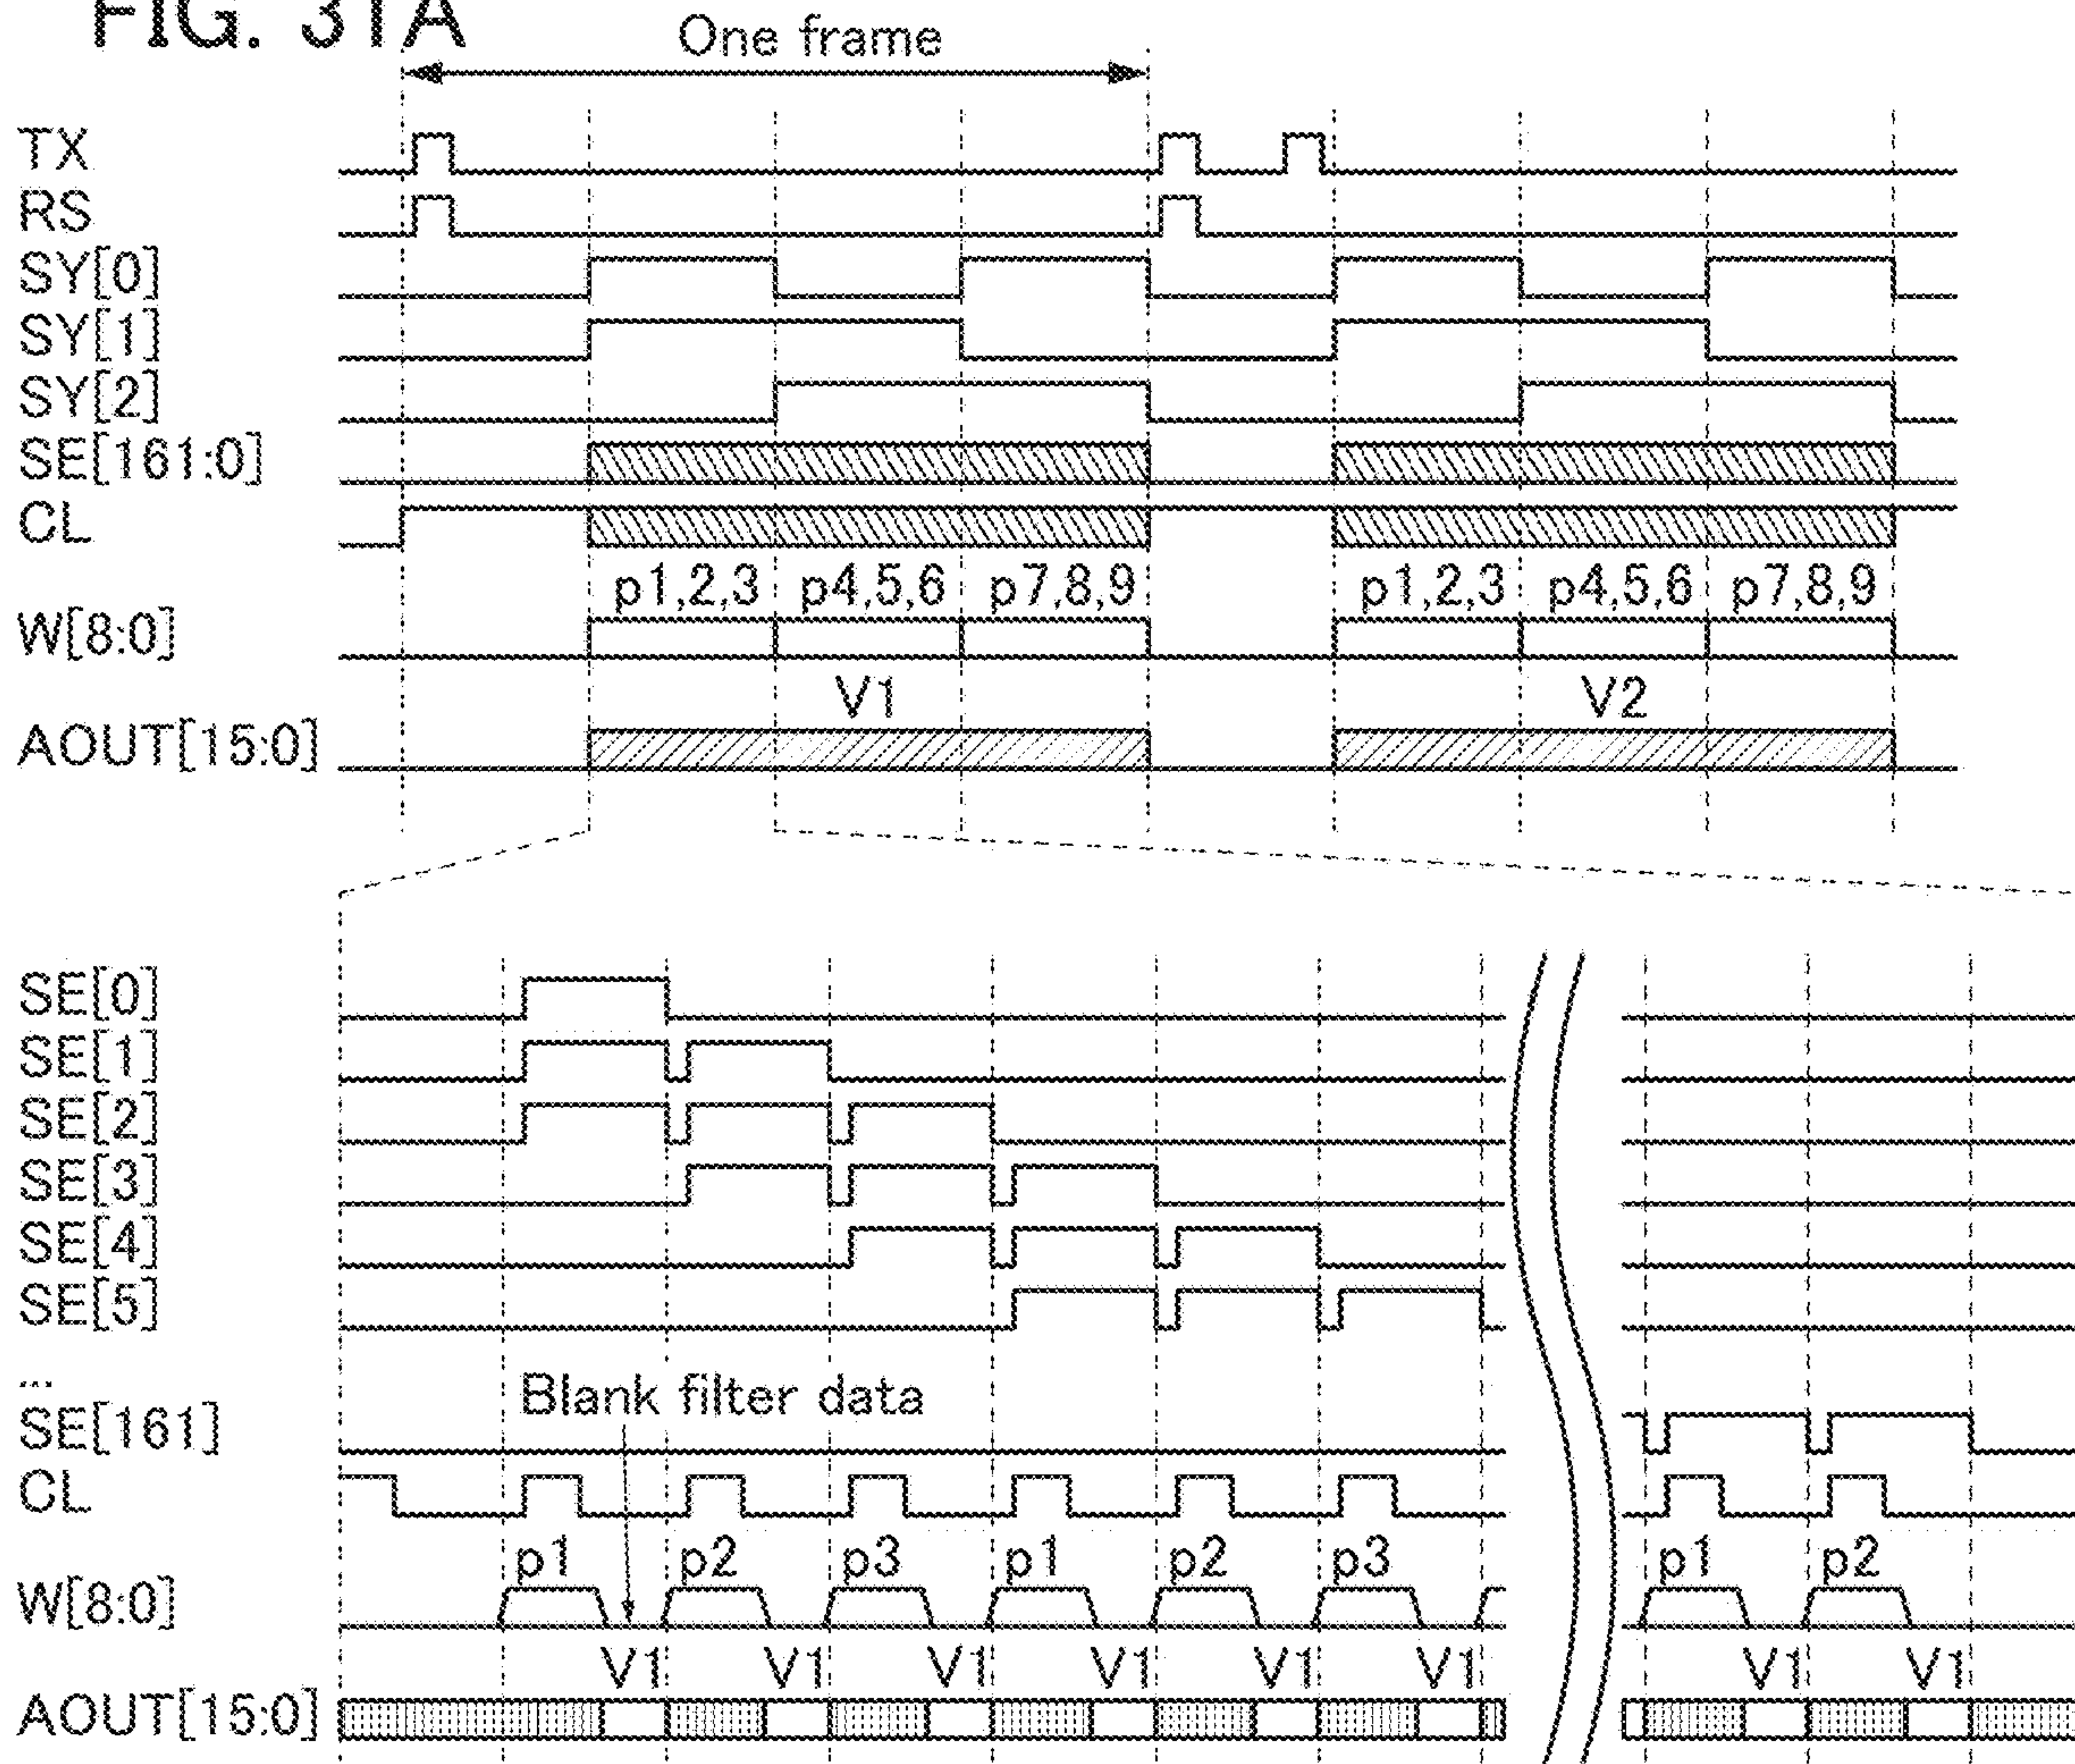 FIG. 31A
One frame
TX
RS
SY[0]
SY[1]
SY[2]
SE[161:0]
CL
p1,2,3 p4,5,6 p7,8,9 p1,2,3 p4,5,6 p7,8,9
W[8:0]
V1 V2
AOUT[15:0]
SE[0]
SE[1]
SE[2]
SE[3]
SE[4]
SE[5]
...
Blank filter data
SE[161]
CL
p1 p2 p3 p1 p2 p3 p1 p2
W[8:0]
V1 V1 V1 V1 V1 V1 V1 V1
AOUT[15:0]